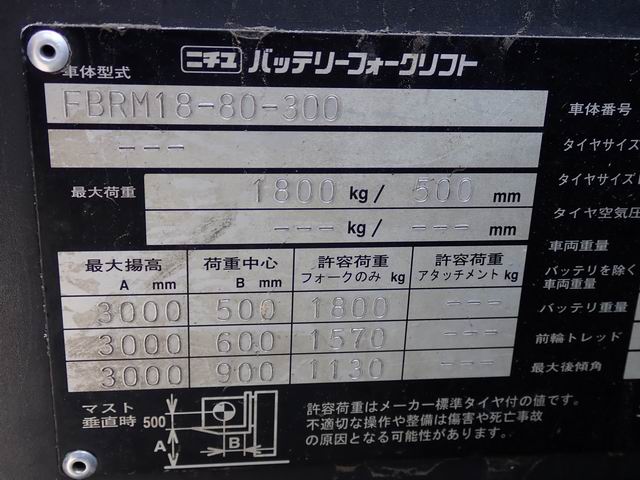 ニチユ バッテリーフォークリフト
車体型式
FBRM18-80-300
---
車体番号
タイヤサイズ
最大荷重 1800 kg / 500 mm
--- kg / --- mm
タイヤサイズ
タイヤ空気圧
車両重量
バッテリを除く
車両重量
バッテリ重量
前輪トレッド
最大後傾角
最大揚高 荷重中心 許容荷重 許容荷重
A mm B mm フォークのみ kg アタッチメント kg
3000 500 1800 ---
3000 600 1570 ---
3000 900 1130 ---
マスト
垂直時 500
A B
許容荷重はメーカー標準タイヤ付の値です。
不適切な操作や整備は傷害や死亡事故
の原因となる可能性があります。